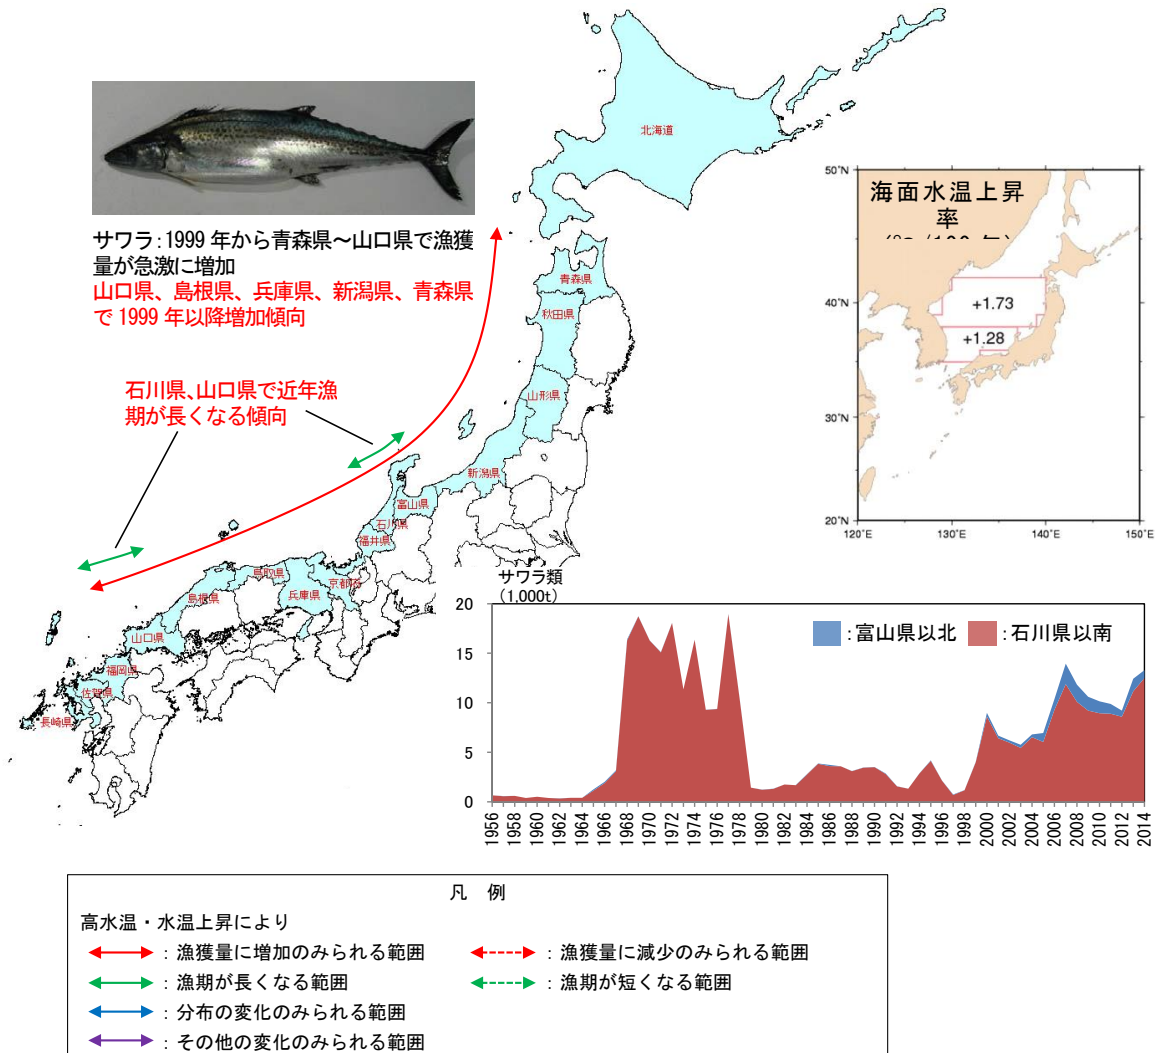 北海道
サワラ：1999 年から青森県～山口県で漁獲
量が急激に増加
山口県、島根県、兵庫県、新潟県、青森県
で 1999 年以降増加傾向
石川県、山口県で近年漁
期が長くなる傾向
青森県
秋田県
山形県
新潟県
富山県
石川県
福井県
京都府
兵庫県
鳥取県
島根県
山口県
福岡県
佐賀県
長崎県
海面水温上昇
率
50°N
40°N
30°N
20°N
120°E
130°E
140°E
150°E
+1.73
+1.28
サワラ類
(1,000t)
：富山県以北
：石川県以南
20
15
10
5
0
1956
1958
1960
1962
1964
1966
1968
1970
1972
1974
1976
1978
1980
1982
1984
1986
1988
1990
1992
1994
1996
1998
2000
2002
2004
2006
2008
2010
2012
2014
凡 例
高水温・水温上昇により
：漁獲量に増加のみられる範囲
：漁獲量に減少のみられる範囲
：漁期が長くなる範囲
：漁期が短くなる範囲
：分布の変化のみられる範囲
：その他の変化のみられる範囲